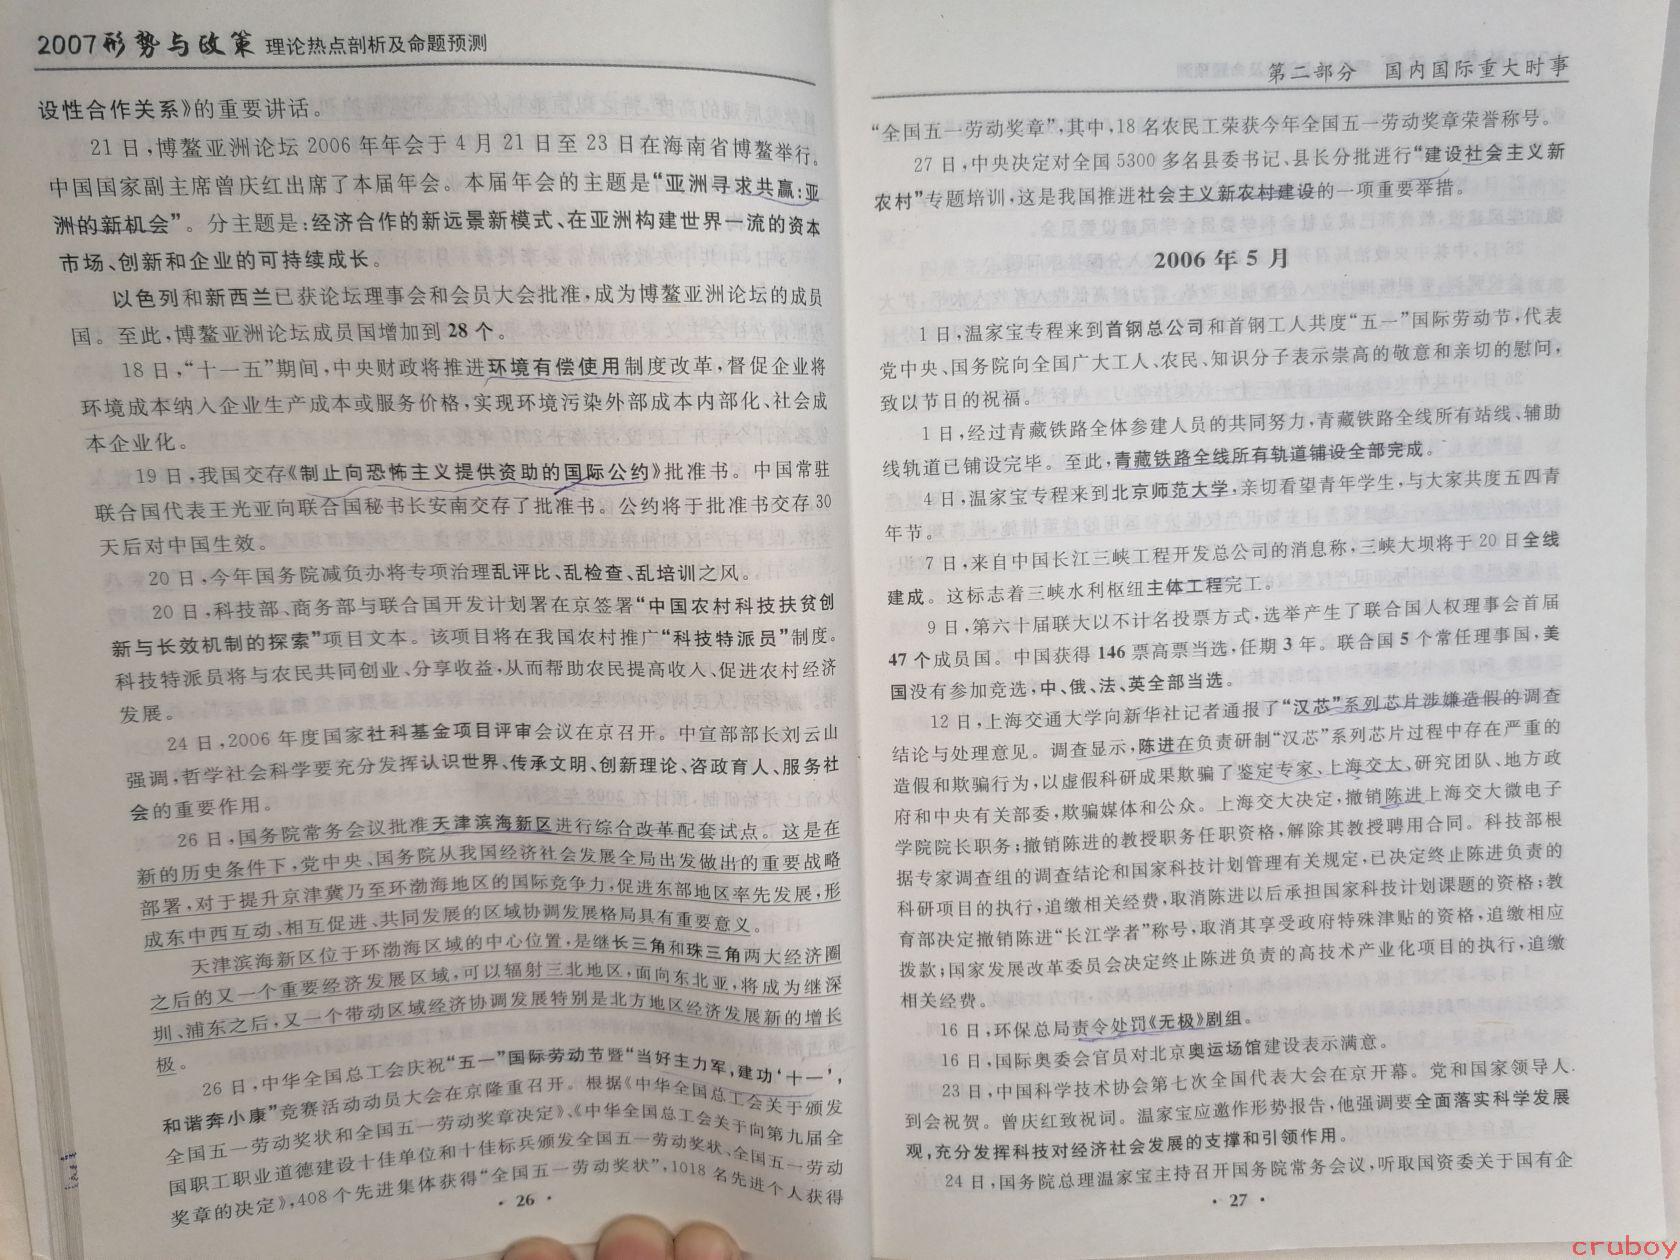 2007形势与政策 理论热点剖析及命题预测
设性合作关系》的重要讲话。
21日,博鳌亚洲论坛2006年年会于4月21日至23日在海南省博鳌举行。
中国国家副主席曾庆红出席了本届年会。本届年会的主题是“亚洲寻求共赢:亚
洲的新机会”。分主题是:经济合作的新远景新模式、在亚洲构建世界一流的资本
市场、创新和企业的可持续成长。
以色列和新西兰已获论坛理事会和会员大会批准,成为博鳌亚洲论坛的成员
国。至此,博鳌亚洲论坛成员国增加到28个。
18日,“十一五”期间,中央财政将推进环境有偿使用制度改革,督促企业将
环境成本纳入企业生产成本或服务价格,实现环境污染外部成本内部化、社会成
本企业化。
19日,我国交存《制止向恐怖主义提供资助的国际公约》批准书。中国常驻
联合国代表王光亚向联合国秘书长安南交存了批准书。公约将于批准书交存30
天后对中国生效。
20日,今年国务院减负办将专项治理乱评比、乱检查、乱培训之风。
20日,科技部、商务部与联合国开发计划署在京签署“中国农村科技扶贫创
新与长效机制的探索”项目文本。该项目将在我国农村推广“科技特派员”制度。
科技特派员将与农民共同创业、分享收益,从而帮助农民提高收入、促进农村经济
发展。
24日,2006年度国家社科基金项目评审会议在京召开。中宣部部长刘云山
强调,哲学社会科学要充分发挥认识世界、传承文明、创新理论、咨政育人、服务社
会的重要作用。
26日,国务院常务会议批准天津滨海新区进行综合改革配套试点。这是在
新的历史条件下,党中央、国务院从我国经济社会发展全局出发做出的重要战略
部署,对于提升京津冀乃至环渤海地区的国际竞争力,促进东部地区率先发展,形
成东中西互动、相互促进、共同发展的区域协调发展格局具有重要意义。
天津滨海新区位于环渤海区域的中心位置,是继长三角和珠三角两大经济圈
之后的又一个重要经济发展区域,可以辐射三北地区,面向东北亚,将成为继深
圳、浦东之后,又一个带动区域经济协调发展特别是北方地区经济发展新的增长
极。
26日,中华全国总工会庆祝“五一”国际劳动节暨“当好主力军,建功‘十一’,
和谐奔小康”竞赛活动动员大会在京隆重召开。根据《中华全国总工会关于颁发
全国五一劳动奖状和全国五一劳动奖章决定》、《中华全国总工会关于向第九届全
国职工职业道德建设十佳单位和十佳标兵颁发全国五一劳动奖状、全国五一劳动
奖章的决定》,408个先进集体获得“全国五一劳动奖状”,1018名先进个人获得
· 26 ·
第二部分 国内国际重大时事
“全国五一劳动奖章”,其中,18名农民工荣获今年全国五一劳动奖章荣誉称号。
27日,中央决定对全国5300多名县委书记、县长分批进行“建设社会主义新
农村”专题培训,这是我国推进社会主义新农村建设的一项重要举措。
2006年5月
1日,温家宝专程来到首钢总公司和首钢工人共度“五一”国际劳动节,代表
党中央、国务院向全国广大工人、农民、知识分子表示崇高的敬意和亲切的慰问,
致以节日的祝福。
1日,经过青藏铁路全体参建人员的共同努力,青藏铁路全线所有站线、辅助
线轨道已铺设完毕。至此,青藏铁路全线所有轨道铺设全部完成。
4日,温家宝专程来到北京师范大学,亲切看望青年学生,与大家共度五四青
年节。
7日,来自中国长江三峡工程开发总公司的消息称,三峡大坝将于20日全线
建成。这标志着三峡水利枢纽主体工程完工。
9日,第六十届联大以不计名投票方式,选举产生了联合国人权理事会首届
47个成员国。中国获得146票高票当选,任期3年。联合国5个常任理事国,美
国没有参加竞选,中、俄、法、英全部当选。
12日,上海交通大学向新华社记者通报了“汉芯”系列芯片涉嫌造假的调查
结论与处理意见。调查显示,陈进在负责研制“汉芯”系列芯片过程中存在严重的
造假和欺骗行为,以虚假科研成果欺骗了鉴定专家、上海交大、研究团队、地方政
府和中央有关部委,欺骗媒体和公众。上海交大决定,撤销陈进上海交大微电子
学院院长职务;撤销陈进的教授职务任职资格,解除其教授聘用合同。科技部根
据专家调查组的调查结论和国家科技计划管理有关规定,已决定终止陈进负责的
科研项目的执行,追缴相关经费,取消陈进以后承担国家科技计划课题的资格;教
育部决定撤销陈进“长江学者”称号,取消其享受政府特殊津贴的资格,追缴相应
拨款;国家发展改革委员会决定终止陈进负责的高技术产业化项目的执行,追缴
相关经费。
16日,环保总局责令处罚《无极》剧组。
16日,国际奥委会官员对北京奥运场馆建设表示满意。
23日,中国科学技术协会第七次全国代表大会在京开幕。党和国家领导人
到会祝贺。曾庆红致祝词。温家宝应邀作形势报告,他强调要全面落实科学发展
观,充分发挥科技对经济社会发展的支撑和引领作用。
24日,国务院总理温家宝主持召开国务院常务会议,听取国资委关于国有企
· 27 ·
cruboy